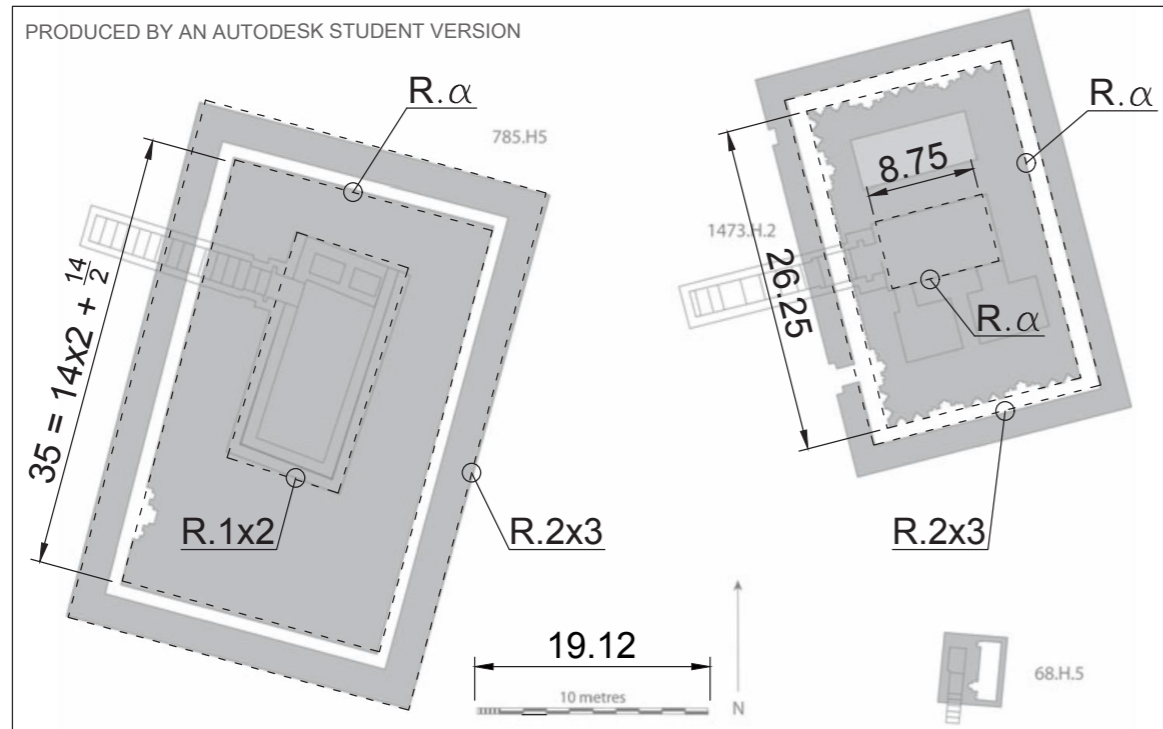 PRODUCED BY AN AUTODESK STUDENT VERSION
R.α
785.H5
35 = 14x2 + 14/2
R.1x2
R.2x3
R.α
8.75
1473.H.2
26.25
R.α
R.2x3
19.12
10 metres
N
68.H.5